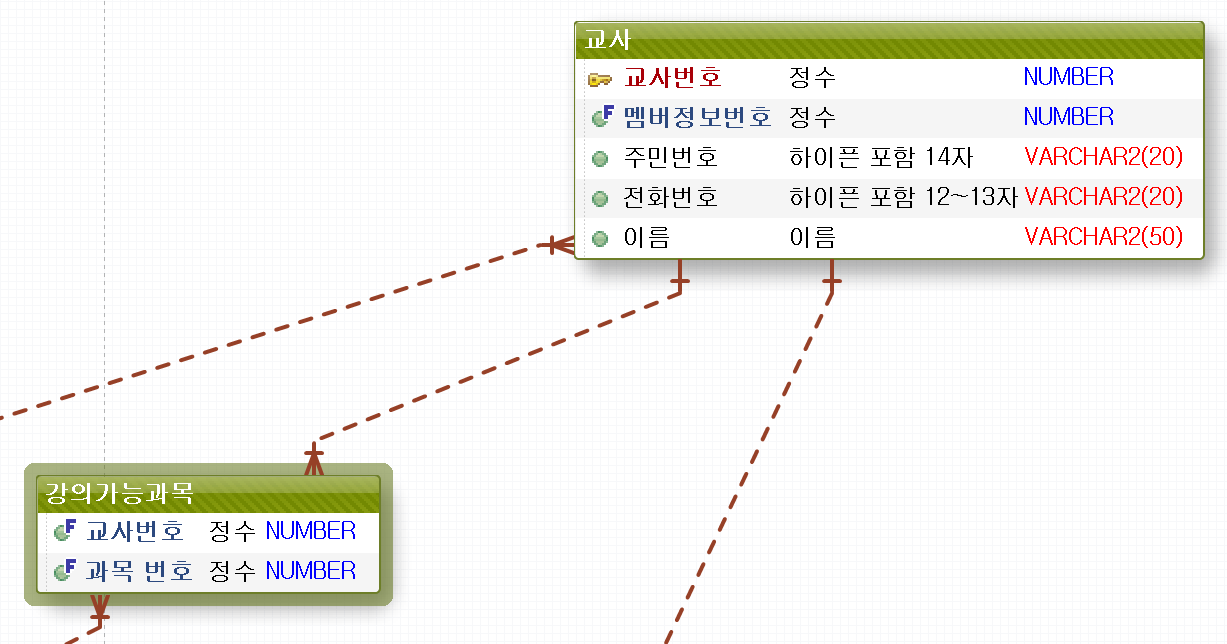 교사
교사번호 정수 NUMBER
멤버정보번호 정수 NUMBER
주민번호 하이픈 포함 14자 VARCHAR2(20)
전화번호 하이픈 포함 12~13자 VARCHAR2(20)
이름 이름 VARCHAR2(50)
강의가능과목
교사번호 정수 NUMBER
과목 번호 정수 NUMBER